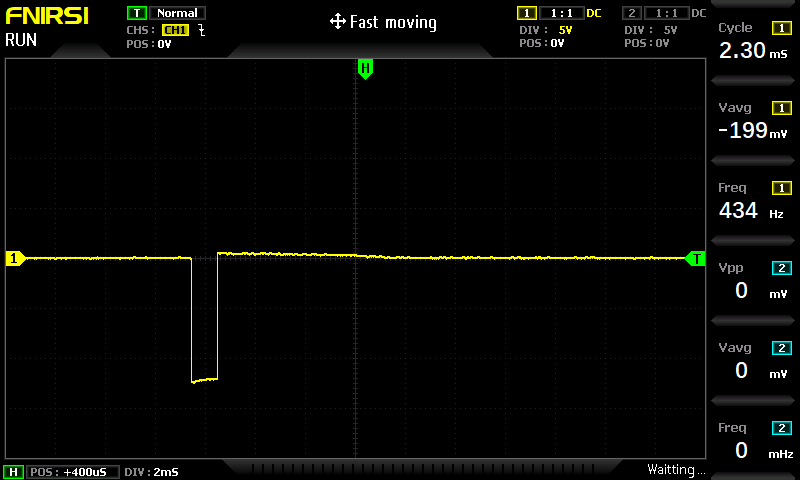 FNIRSI
RUN
T Normal
CHS: CH1
POS: 0V
Fast moving
1 1:1 DC
DIV: 5V
POS: 0V
2 1:1 DC
DIV: 5V
POS: 0V
H
1
T
Cycle 1
2.30 mS
Vavg 1
-199 mV
Freq 1
434 Hz
Vpp 2
0 mV
Vavg 2
0 mV
Freq 2
0 mHz
H POS: +400uS DIV: 2mS
Waitting...